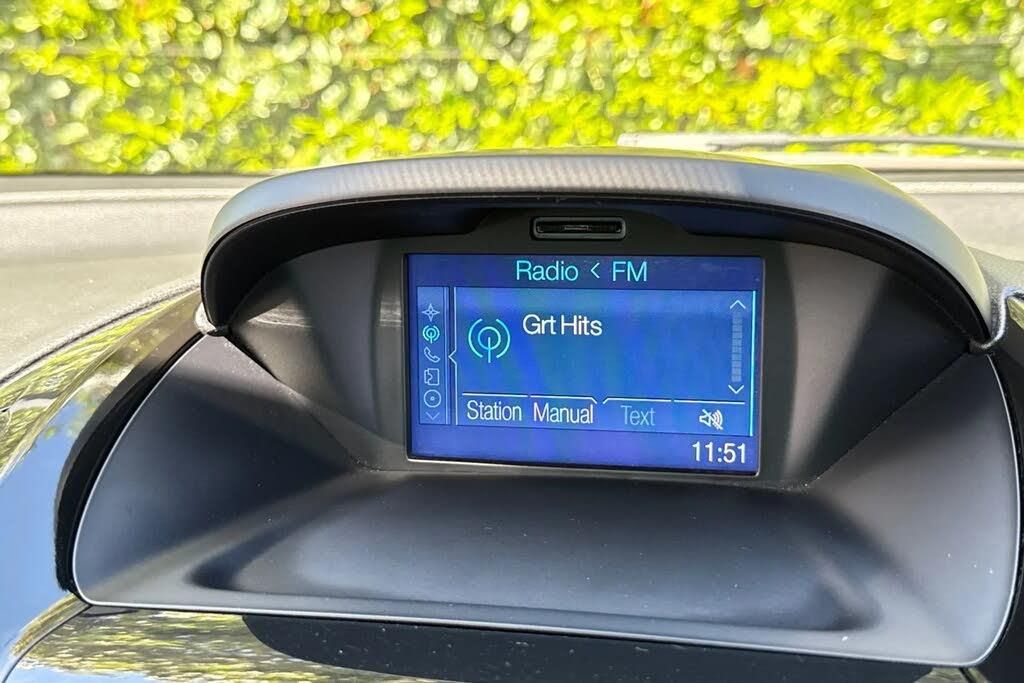 Radio < FM
Grt Hits
Station Manual Text
11:51